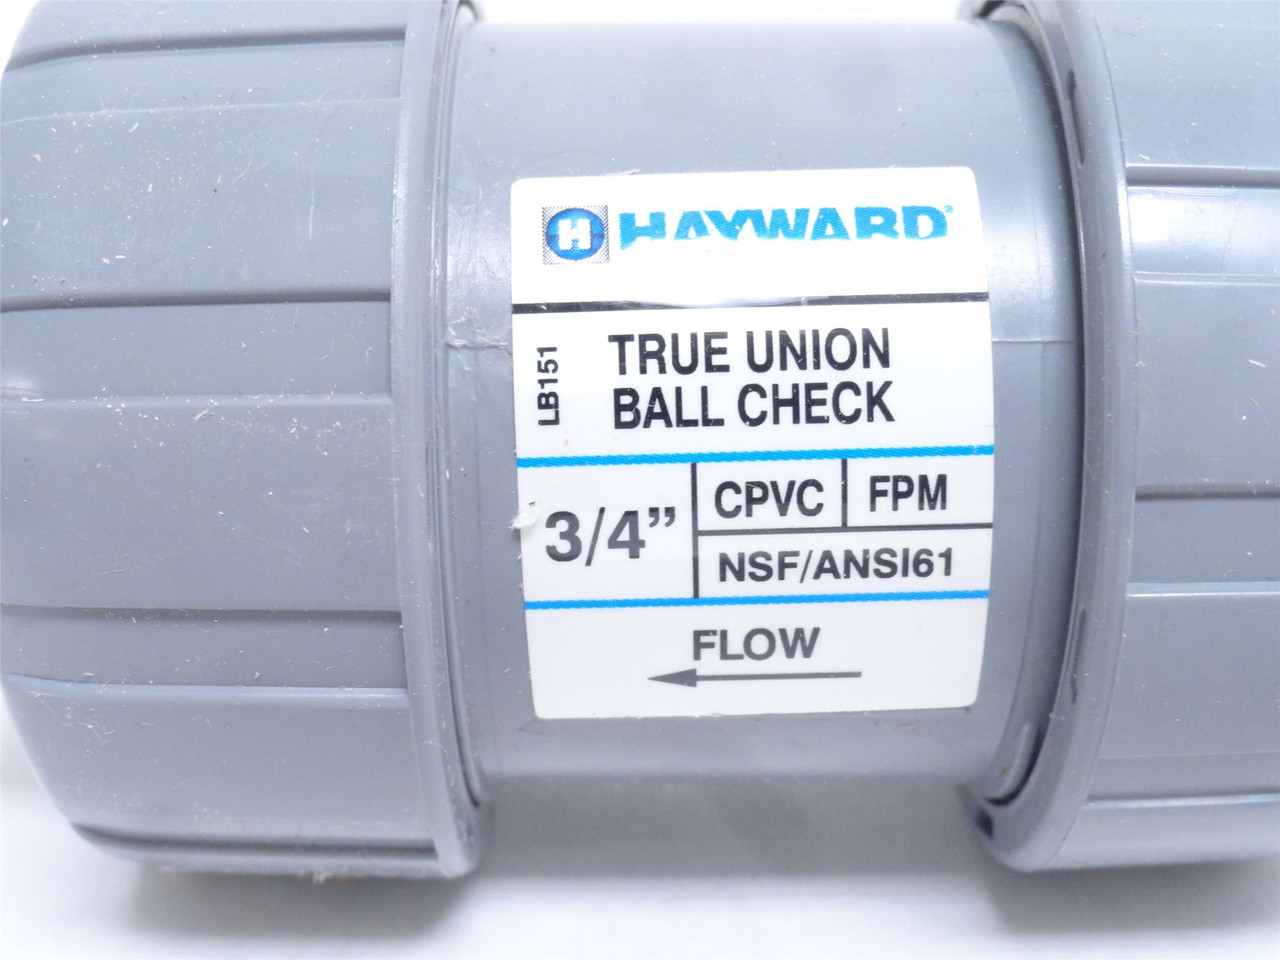 H HAYWARD®
LB151
TRUE UNION
BALL CHECK
3/4"
CPVC
FPM
NSF/ANSI61
FLOW